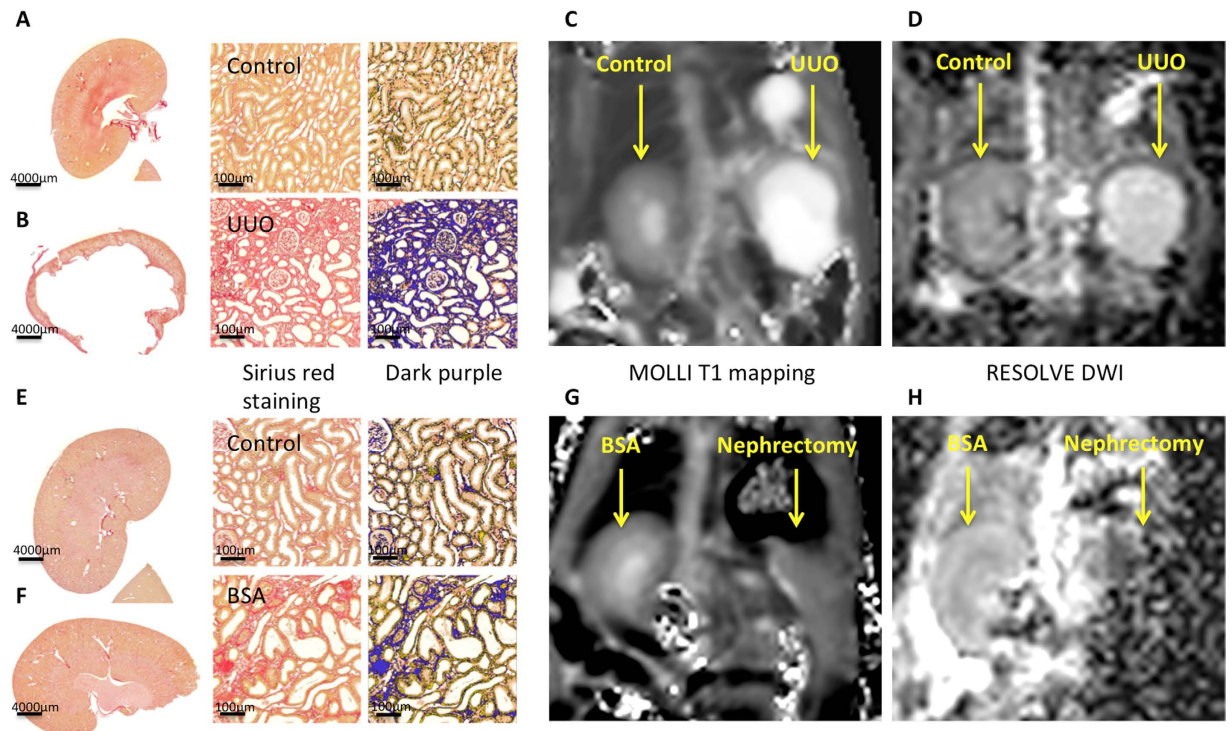 A
C
D
Control
Control
UUO
Control
UUO
4000μm
100μm
100μm
B
UUO
4000μm
100μm
100μm
Sirius red
staining
Dark purple
MOLLI T1 mapping
RESOLVE DWI
E
G
H
Control
BSA
Nephrectomy
BSA
Nephrectomy
4000μm
100μm
100μm
F
BSA
4000μm
100μm
100μm